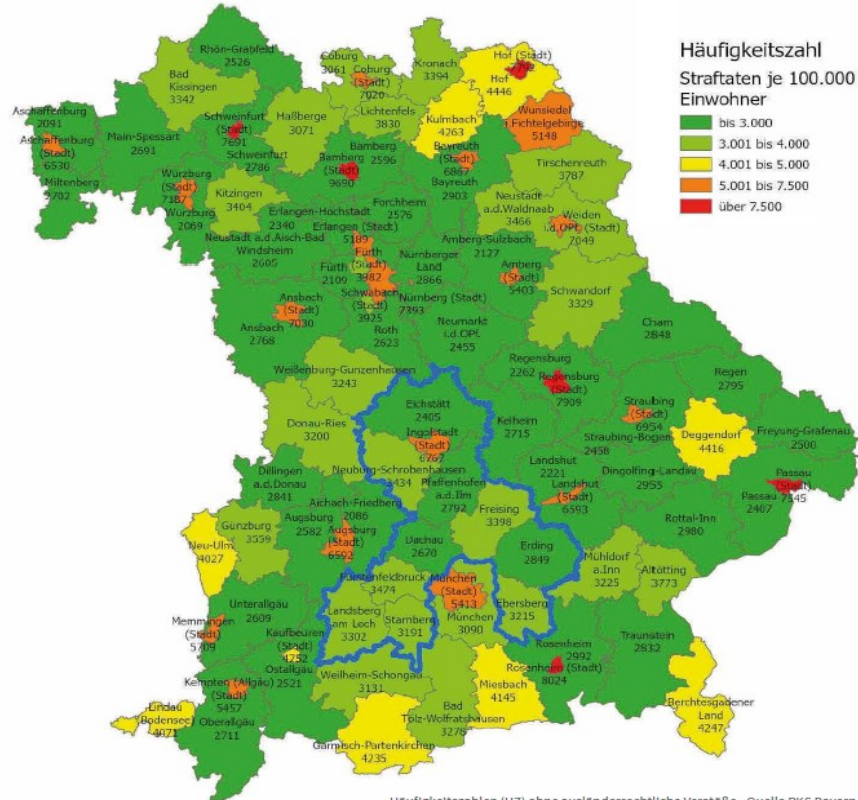 Häufigkeitszahl
Straftaten je 100.000
Einwohner
bis 3.000
3.001 bis 4.000
4.001 bis 5.000
5.001 bis 7.500
über 7.500
Rhön-Grabfeld
2526
Bad
Kissingen
3342
Coburg
3061
Coburg
(Stadt)
7020
Kronach
3394
Hof (Stadt)
Hof
4446
Aschaffenburg
2091
Aschaffenburg
(Stadt)
6530
Main-Spessart
2691
Schweinfurt
(Stadt)
7691
Schweinfurt
2786
Haßberge
3071
Lichtenfels
3830
Kulmbach
4263
Wunsiedel
i.Fichtelgebirge
5148
Miltenberg
2702
Würzburg
(Stadt)
7187
Würzburg
2069
Kitzingen
3404
Bamberg
2596
Bamberg
(Stadt)
9690
Bayreuth
(Stadt)
6867
Bayreuth
2903
Tirschenreuth
3787
Forchheim
2576
Erlangen-Höchstadt
2340
Erlangen (Stadt)
5189
Neustadt a.d.Aisch-Bad
Windsheim
2605
Neustadt
a.d.Waldnaab
3466
Weiden
i.d.OPf. (Stadt)
7049
Amberg-Sulzbach
2127
Amberg
(Stadt)
5403
Fürth
(Stadt)
3982
Fürth
2109
Nürnberger
Land
2866
Schwabach
(Stadt)
3925
Nürnberg (Stadt)
7393
Ansbach
(Stadt)
7030
Ansbach
2768
Roth
2623
Neumarkt
i.d.OPf.
2455
Schwandorf
3329
Cham
2848
Weißenburg-Gunzenhausen
3243
Regensburg
2262
Regensburg
(Stadt)
7909
Regen
2795
Eichstätt
2405
Ingolstadt
(Stadt)
6767
Kelheim
2715
Straubing
(Stadt)
6954
Straubing-Bogen
2458
Deggendorf
4416
Freyung-Grafenau
2500
Donau-Ries
3200
Neuburg-Schrobenhausen
3434
Pfaffenhofen
a.d.Ilm
2792
Landshut
2221
Landshut
(Stadt)
6593
Dingolfing-Landau
2955
Passau
(Stadt)
7545
Passau
2407
Dillingen
a.d.Donau
2841
Aichach-Friedberg
2086
Augsburg
2582
Augsburg
(Stadt)
6592
Freising
3398
Rottal-Inn
2980
Günzburg
3559
Neu-Ulm
4027
Dachau
2670
Erding
2849
Mühldorf
a.Inn
3225
Altötting
3773
Fürstenfeldbruck
3474
München
(Stadt)
5413
München
3090
Ebersberg
3215
Landsberg
am Lech
3302
Starnberg
3191
Unterallgäu
2609
Memmingen
(Stadt)
5709
Kaufbeuren
(Stadt)
4252
Ostallgäu
2521
Rosenheim
2992
Rosenheim (Stadt)
8024
Traunstein
2832
Kempten (Allgäu)
(Stadt)
5457
Weilheim-Schongau
3131
Miesbach
4145
Lindau
(Bodensee)
4071
Oberallgäu
2711
Bad
Tölz-Wolfratshausen
3278
Garmisch-Partenkirchen
4235
Berchtesgadener
Land
4247